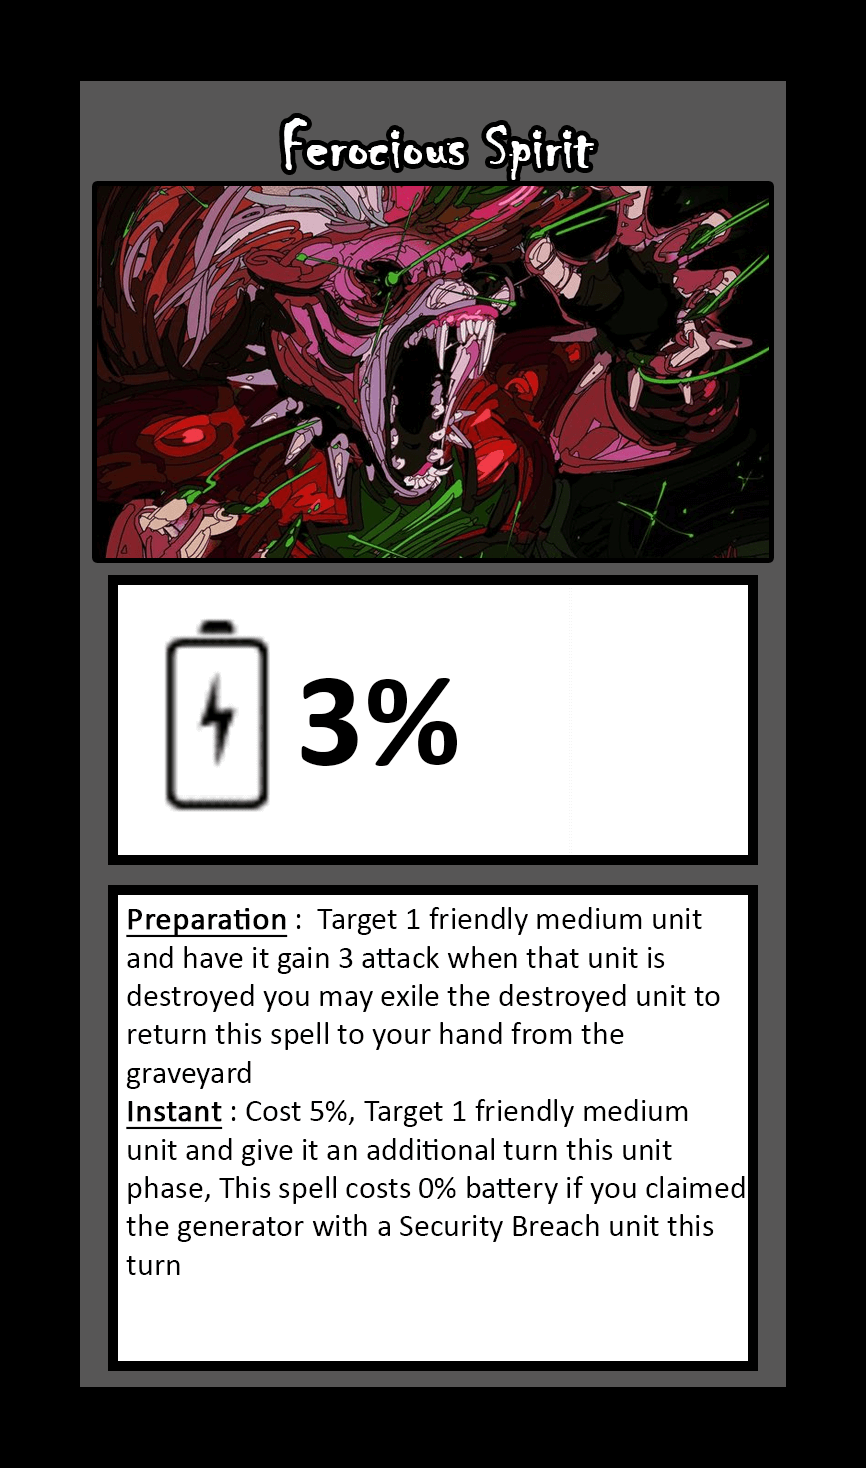 Ferocious Spirit
3%
Preparation :  Target 1 friendly medium unit
and have it gain 3 attack when that unit is
destroyed you may exile the destroyed unit to
return this spell to your hand from the
graveyard
Instant : Cost 5%, Target 1 friendly medium
unit and give it an additional turn this unit
phase, This spell costs 0% battery if you claimed
the generator with a Security Breach unit this
turn